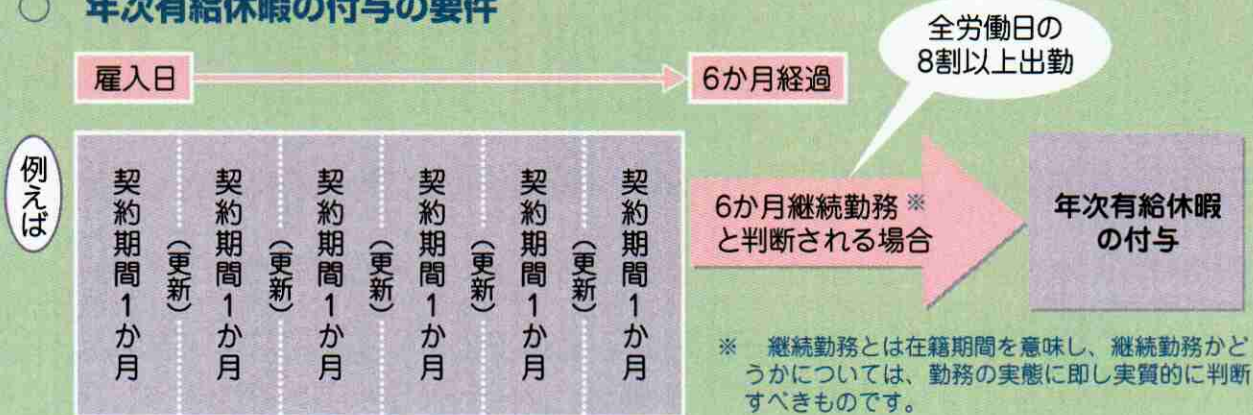 ○ 年次有給休暇の付与の要件
全労働日の
8割以上出勤
雇入日
6か月経過
例えば
契約期間1か月
（更新）
契約期間1か月
（更新）
契約期間1か月
（更新）
契約期間1か月
（更新）
契約期間1か月
（更新）
契約期間1か月
6か月継続勤務※
と判断される場合
年次有給休暇
の付与
※ 継続勤務とは在籍期間を意味し、継続勤務かど
うかについては、勤務の実態に即し実質的に判断
すべきものです。